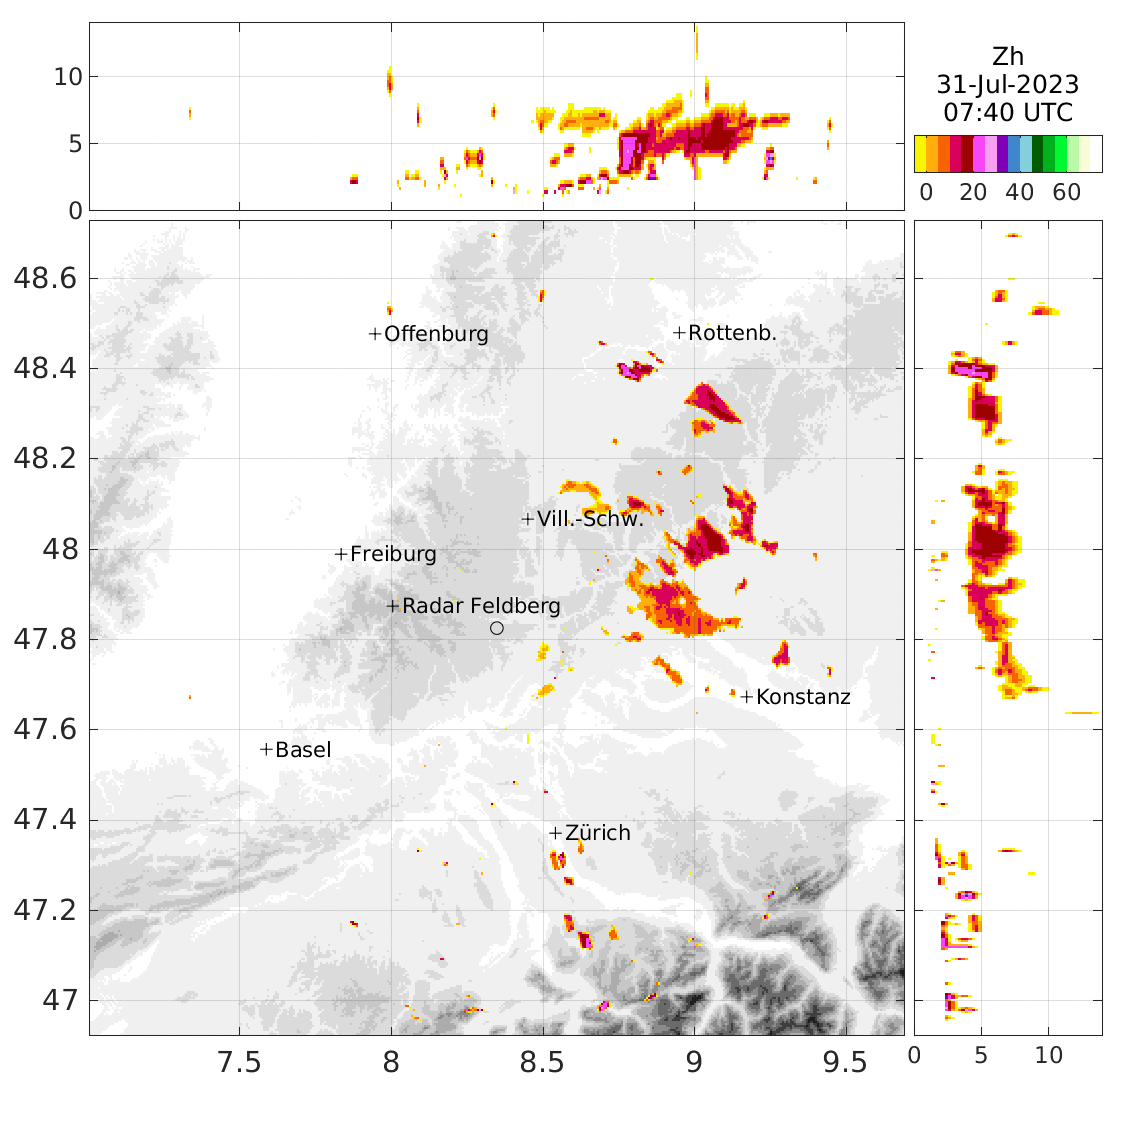 10
5
0
Zh
31-Jul-2023
07:40 UTC
0 20 40 60
48.6
48.4
48.2
48
47.8
47.6
47.4
47.2
47
+Offenburg
+Rottenb.
+Vill.-Schw.
+Freiburg
+Radar Feldberg
+Konstanz
+Basel
+Zürich
7.5 8 8.5 9 9.5
0 5 10